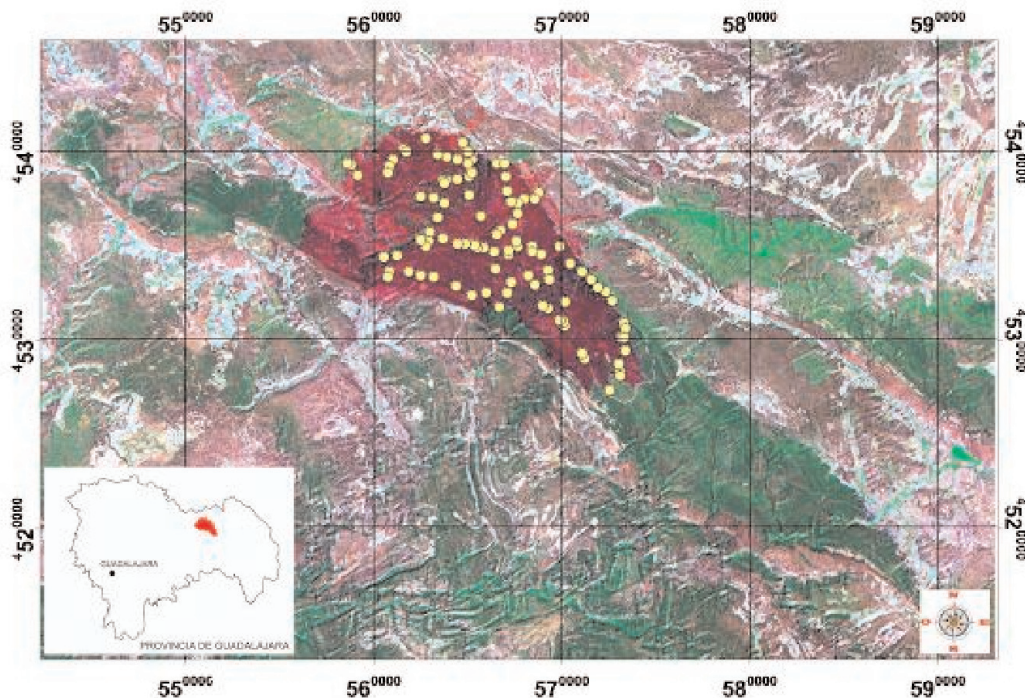 55⁰⁰⁰⁰ 56⁰⁰⁰⁰ 57⁰⁰⁰⁰ 58⁰⁰⁰⁰ 59⁰⁰⁰⁰
⁴54⁰⁰⁰⁰ ⁴54⁰⁰⁰⁰
⁴53⁰⁰⁰⁰ ⁴53⁰⁰⁰⁰
⁴52⁰⁰⁰⁰ ⁴52⁰⁰⁰⁰
GUADALAJARA
PROVINCIA DE GUADALAJARA
N
S
55⁰⁰⁰⁰ 56⁰⁰⁰⁰ 57⁰⁰⁰⁰ 58⁰⁰⁰⁰ 59⁰⁰⁰⁰